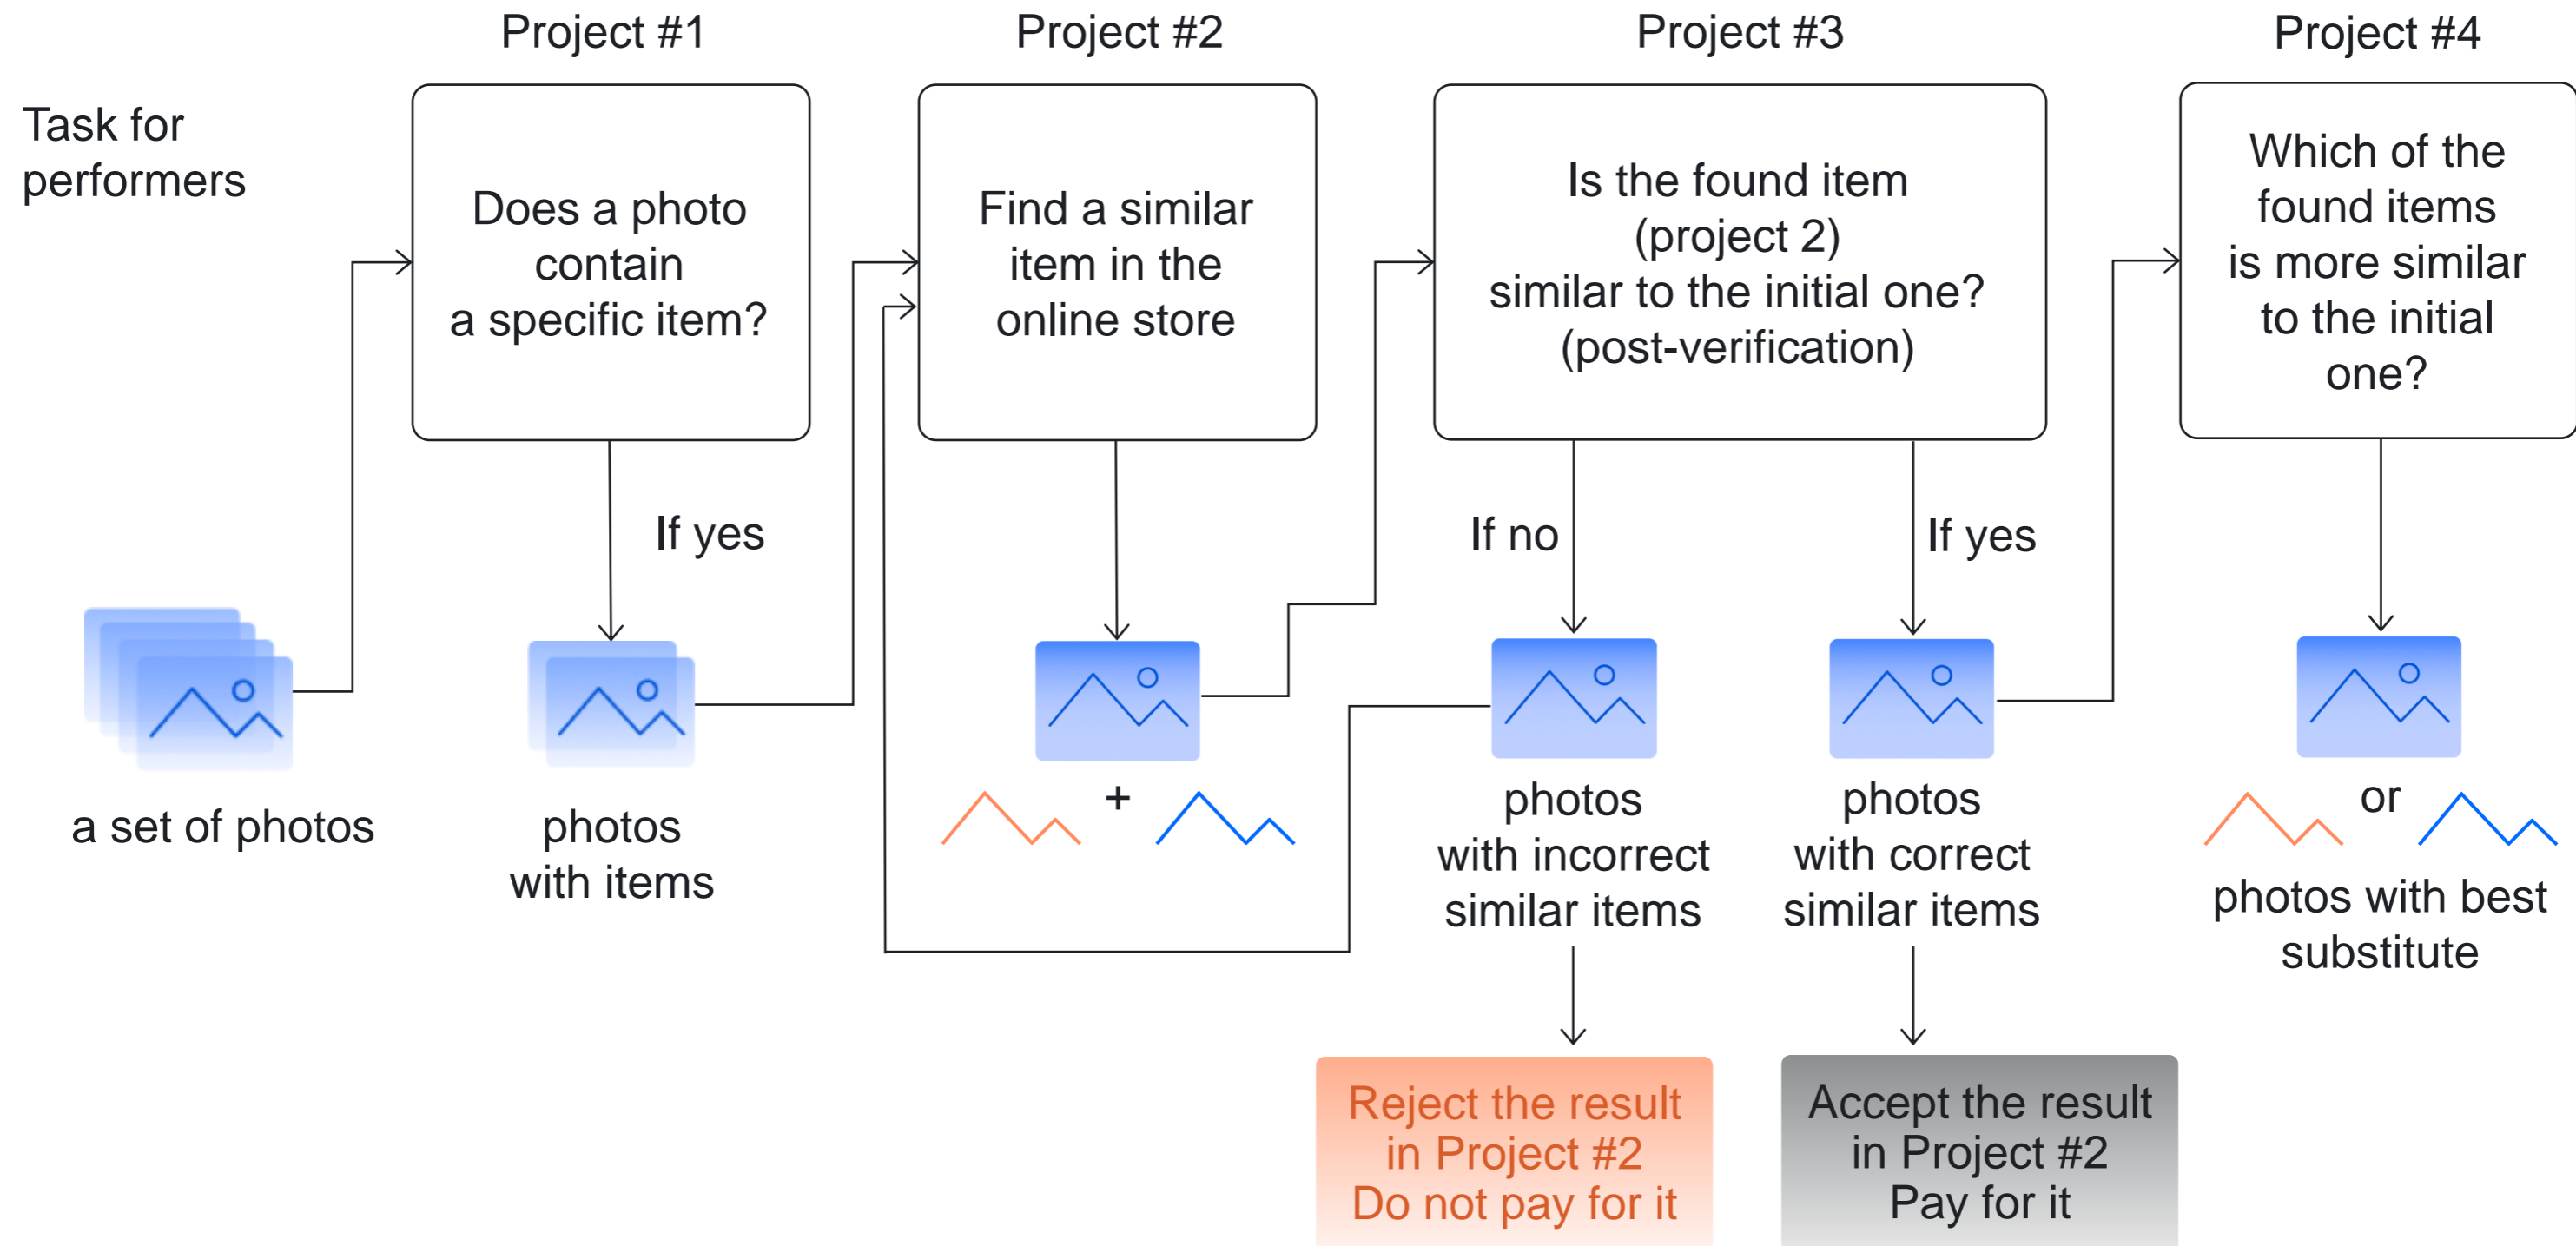 Project #1
Project #2
Project #3
Project #4
Task for
performers
Does a photo
contain
a specific item?
Find a similar
item in the
online store
Is the found item
(project 2)
similar to the initial one?
(post-verification)
Which of the
found items
is more similar
to the initial
one?
If yes
If no
If yes
a set of photos
photos
with items
+
photos
with incorrect
similar items
photos
with correct
similar items
or
photos with best
substitute
Reject the result
in Project #2
Do not pay for it
Accept the result
in Project #2
Pay for it